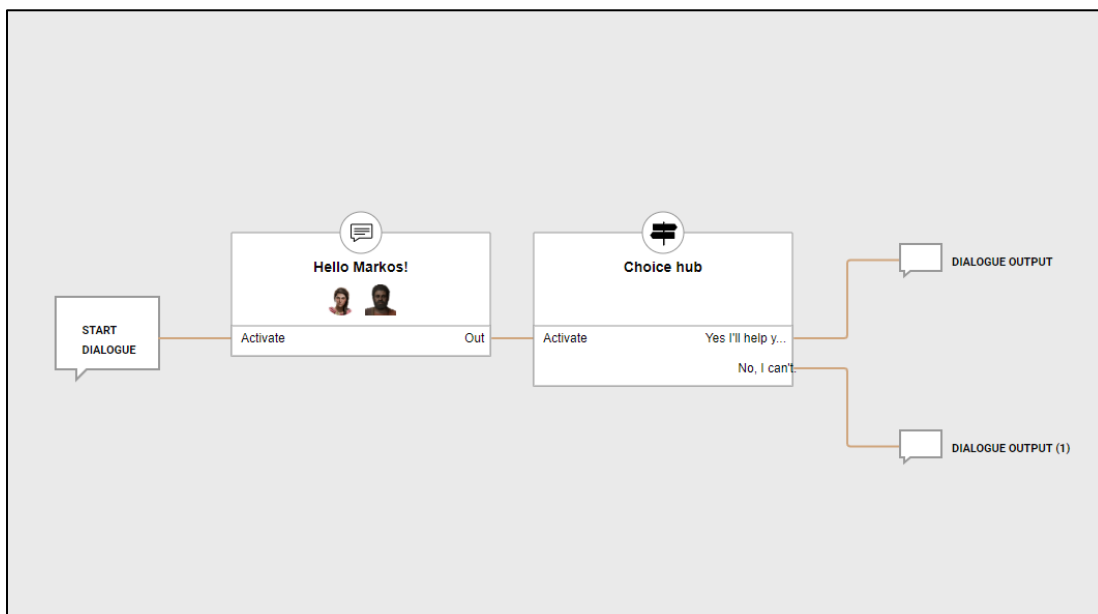 START
DIALOGUE
Hello Markos!
Activate
Out
Choice hub
Activate
Yes I'll help y...
No, I can't.
DIALOGUE OUTPUT
DIALOGUE OUTPUT (1)